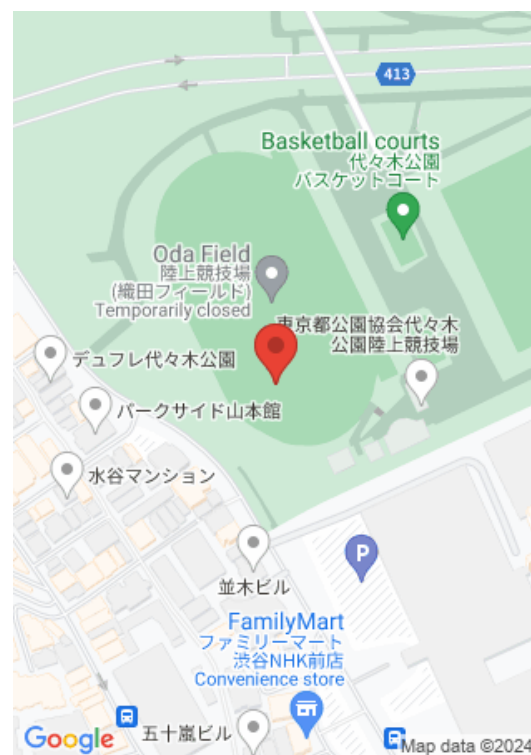 413
Basketball courts
代々木公園
バスケットコート
Oda Field
陸上競技場
(織田フィールド)
Temporarily closed
東京都公園協会代々木
公園陸上競技場
デュフレ代々木公園
パークサイド山本館
水谷マンション
P
並木ビル
FamilyMart
ファミリーマート
渋谷NHK前店
Convenience store
五十嵐ビル
Google
Map data ©2024